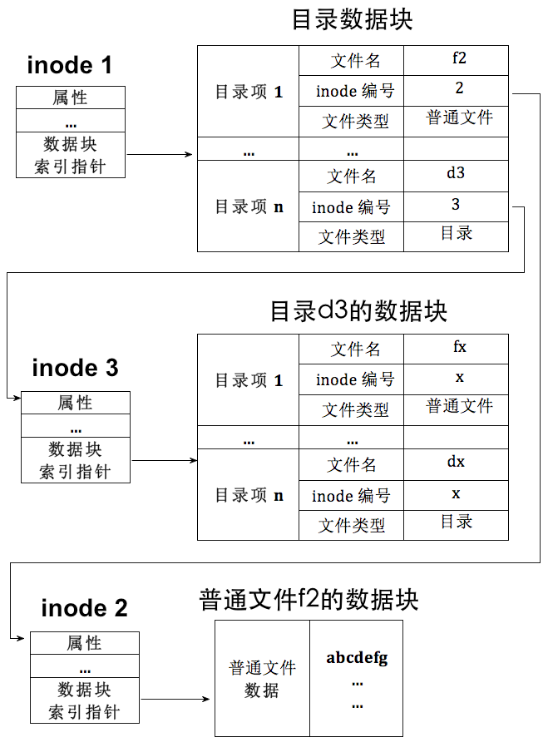 目录数据块
inode 1
属性
...
数据块
索引指针
目录项 1
文件名
f2
inode 编号
2
文件类型
普通文件
...
...
目录项 n
文件名
d3
inode 编号
3
文件类型
目录
目录d3的数据块
inode 3
属性
...
数据块
索引指针
目录项 1
文件名
fx
inode 编号
x
文件类型
普通文件
...
...
目录项 n
文件名
dx
inode 编号
x
文件类型
目录
普通文件f2的数据块
inode 2
属性
...
数据块
索引指针
普通文件
数据
abcdefg
...
...